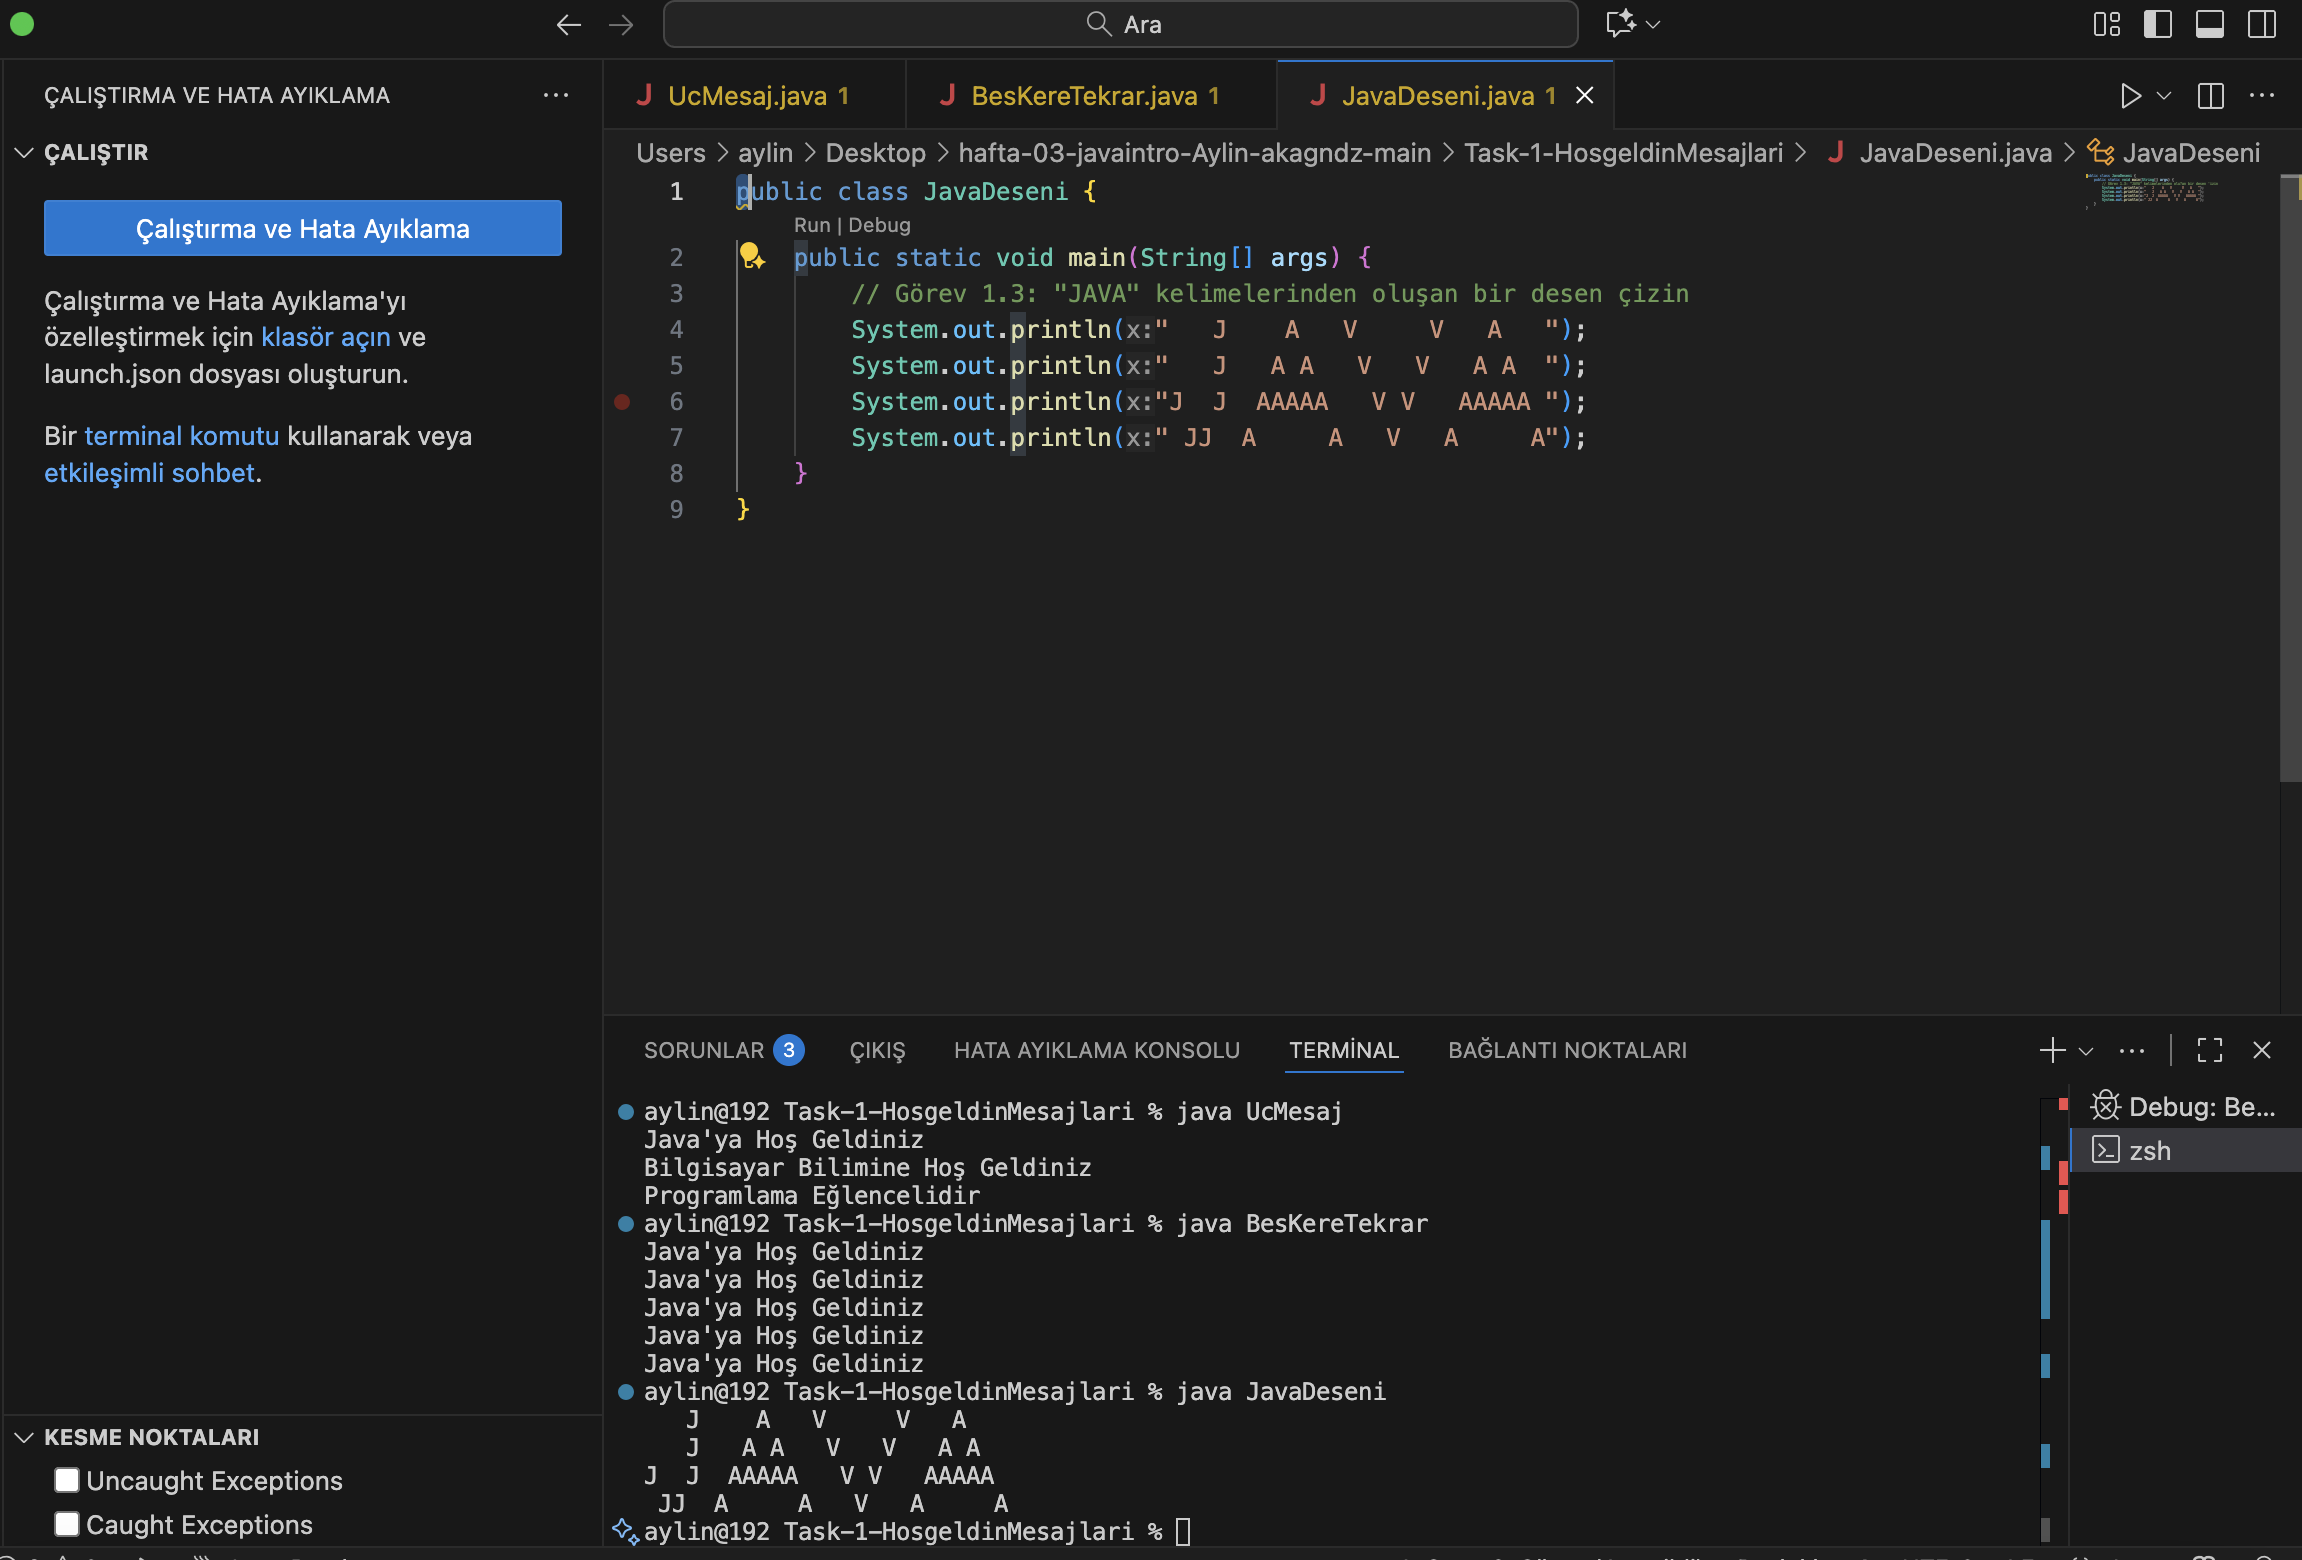 Ara
ÇALIŞTIRMA VE HATA AYIKLAMA
ÇALIŞTIR
Çalıştırma ve Hata Ayıklama
Çalıştırma ve Hata Ayıklama'yı
özelleştirmek için klasör açın ve
launch.json dosyası oluşturun.
Bir terminal komutu kullanarak veya
etkileşimli sohbet.
KESME NOKTALARI
Uncaught Exceptions
Caught Exceptions
UcMesaj.java 1
BesKereTekrar.java 1
JavaDeseni.java 1
Users > aylin > Desktop > hafta-03-javaintro-Aylin-akagndz-main > Task-1-HosgeldinMesajlari > JavaDeseni.java > JavaDeseni
1 public class JavaDeseni {
Run | Debug
2     public static void main(String[] args) {
3         // Görev 1.3: "JAVA" kelimelerinden oluşan bir desen çizin
4         System.out.println(x:"   J    A   V     V   A   ");
5         System.out.println(x:"   J   A A   V   V   A A  ");
6         System.out.println(x:"J  J  AAAAA   V V   AAAAA ");
7         System.out.println(x:" JJ  A     A   V   A     A");
8     }
9 }
SORUNLAR 3 ÇIKIŞ HATA AYIKLAMA KONSOLU TERMİNAL BAĞLANTI NOKTALARI
aylin@192 Task-1-HosgeldinMesajlari % java UcMesaj
Java'ya Hoş Geldiniz
Bilgisayar Bilimine Hoş Geldiniz
Programlama Eğlencelidir
aylin@192 Task-1-HosgeldinMesajlari % java BesKereTekrar
Java'ya Hoş Geldiniz
Java'ya Hoş Geldiniz
Java'ya Hoş Geldiniz
Java'ya Hoş Geldiniz
Java'ya Hoş Geldiniz
aylin@192 Task-1-HosgeldinMesajlari % java JavaDeseni
   J    A   V     V   A
   J   A A   V   V   A A
J  J  AAAAA   V V   AAAAA
 JJ  A     A   V   A     A
aylin@192 Task-1-HosgeldinMesajlari %
Debug: Be...
zsh